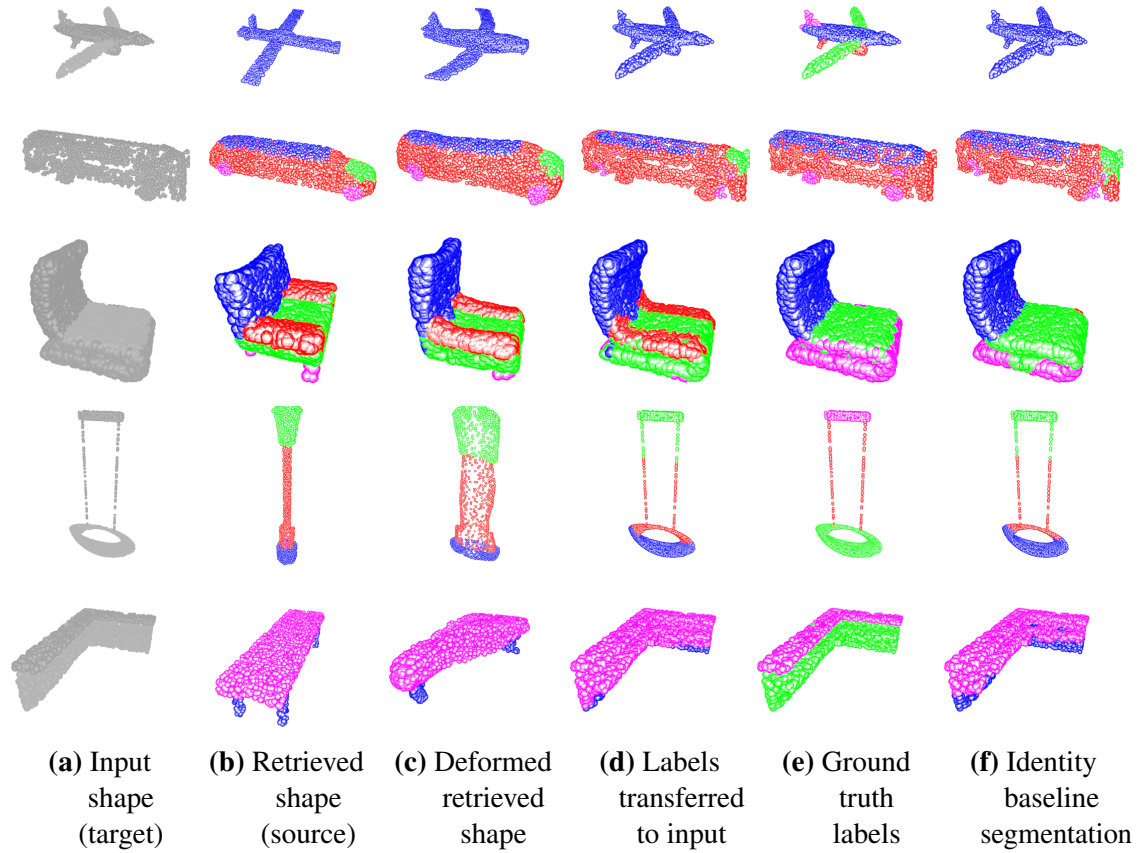 (a) Input shape (target)
(b) Retrieved shape (source)
(c) Deformed retrieved shape
(d) Labels transferred to input
(e) Ground truth labels
(f) Identity baseline segmentation